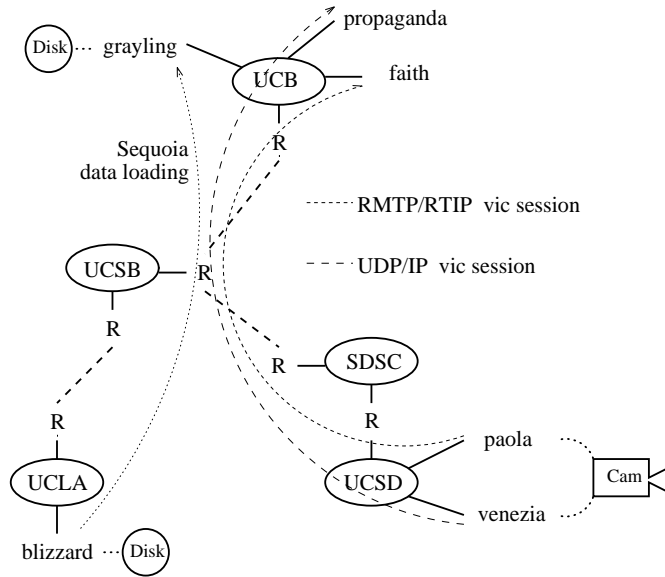 propaganda
Disk
grayling
UCB
faith
R
Sequoia
data loading
RMTP/RTIP vic session
UCSB
R
UDP/IP vic session
R
R
SDSC
R
R
paola
UCLA
UCSD
Cam
venezia
blizzard
Disk